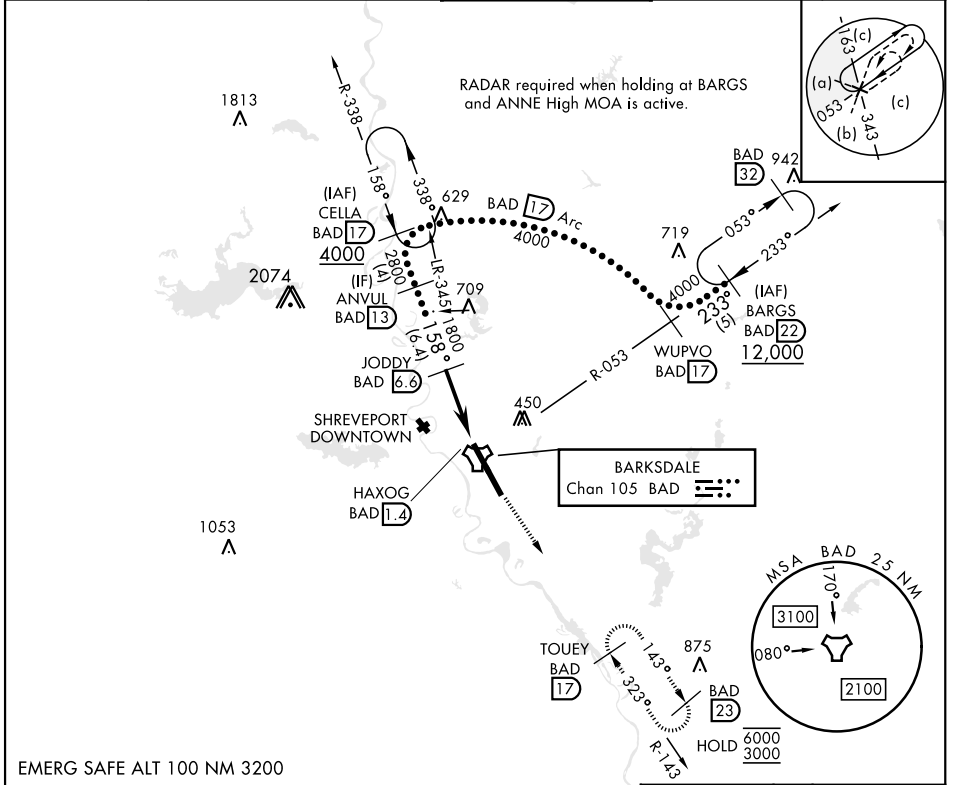 RADAR required when holding at BARGS
and ANNE High MOA is active.
163
(c)
(a)
053
(b)
343
(c)
1813
R-338
158°
338°
629
BAD 17 Arc
4000
BAD
32
942
053°
233°
719
(IAF)
CELLA
BAD 17
4000
2800
(4)
2074
(IF)
ANVUL
BAD 13
LR-345
709
1800
158°
(6.4)
4000
233°
(5)
(IAF)
BARGS
BAD 22
12,000
WUPVO
BAD 17
R-053
JODDY
BAD 6.6
450
SHREVEPORT
DOWNTOWN
BARKSDALE
Chan 105 BAD
HAXOG
BAD 1.4
1053
MSA BAD 25 NM
170°
3100
080°
2100
TOUEY
BAD
17
143°
323°
875
BAD
23
HOLD 6000
3000
R-143
EMERG SAFE ALT 100 NM 3200